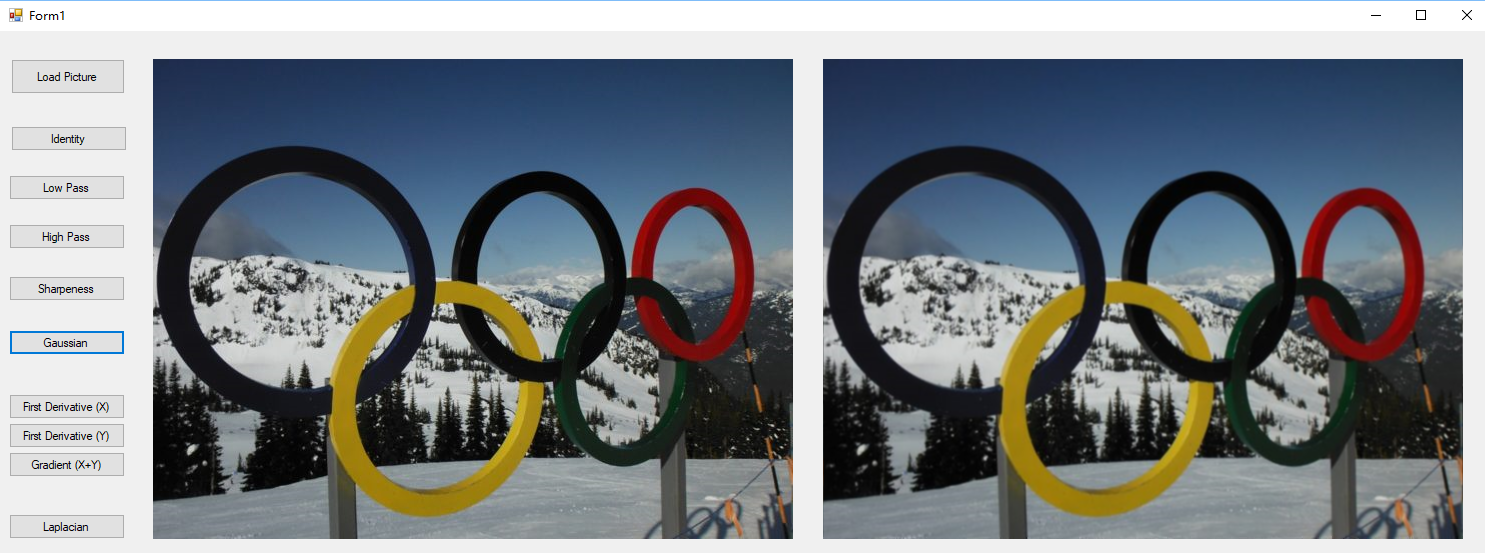 Form1
Load Picture
Identity
Low Pass
High Pass
Sharpeness
Gaussian
First Derivative (X)
First Derivative (Y)
Gradient (X+Y)
Laplacian